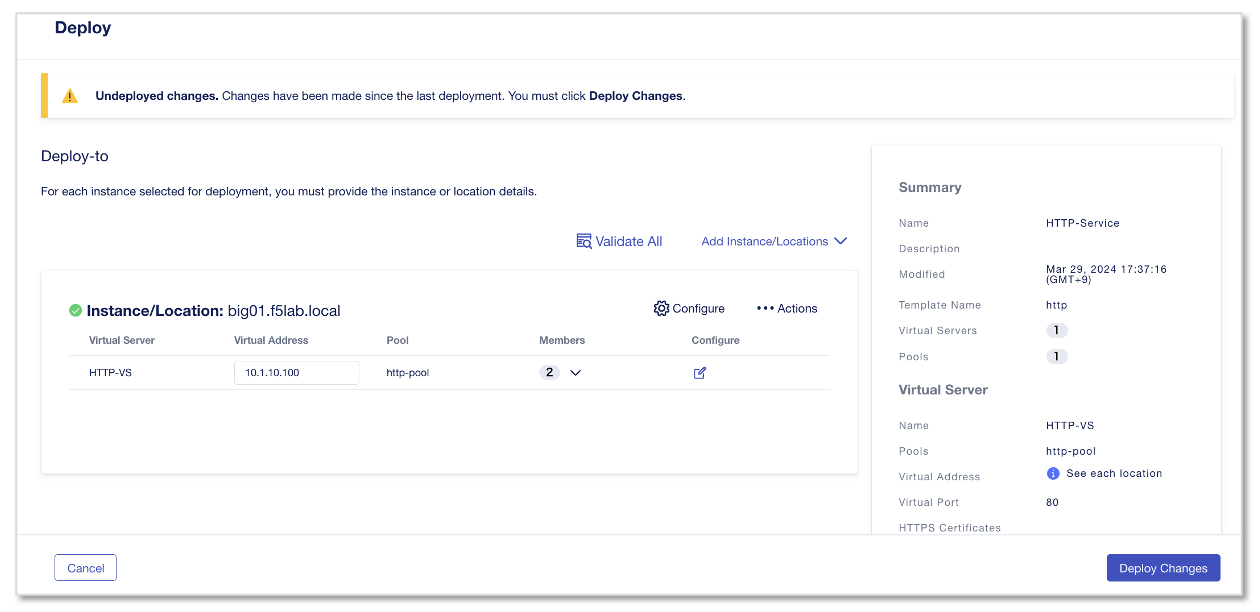 Deploy
Undeployed changes. Changes have been made since the last deployment. You must click Deploy Changes.
Deploy-to
For each instance selected for deployment, you must provide the instance or location details.
Validate All
Add Instance/Locations
Instance/Location: big01.f5lab.local
Configure
••• Actions
Virtual Server Virtual Address Pool Members Configure
HTTP-VS 10.1.10.100 http-pool 2
Summary
Name HTTP-Service
Description
Modified Mar 29, 2024 17:37:16
(GMT+9)
Template Name http
Virtual Servers 1
Pools 1
Virtual Server
Name HTTP-VS
Pools http-pool
Virtual Address See each location
Virtual Port 80
HTTPS Certificates
Cancel
Deploy Changes